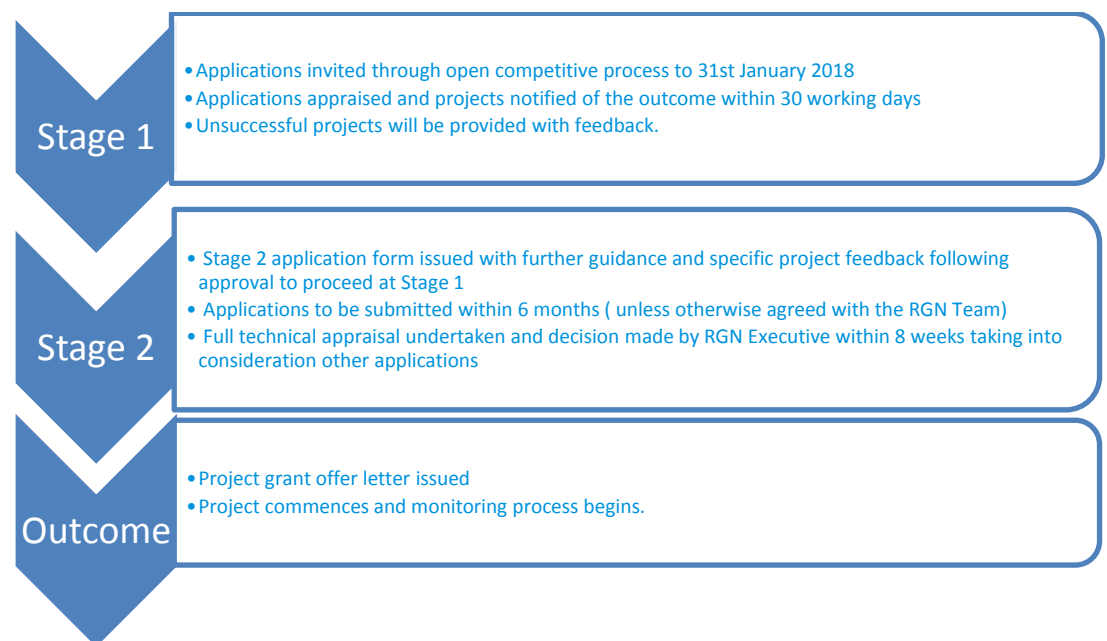 Stage 1
•Applications invited through open competitive process to 31st January 2018
•Applications appraised and projects notified of the outcome within 30 working days
•Unsuccessful projects will be provided with feedback.
Stage 2
• Stage 2 application form issued with further guidance and specific project feedback following
approval to proceed at Stage 1
• Applications to be submitted within 6 months ( unless otherwise agreed with the RGN Team)
• Full technical appraisal undertaken and decision made by RGN Executive within 8 weeks taking into
consideration other applications
Outcome
•Project grant offer letter issued
•Project commences and monitoring process begins.